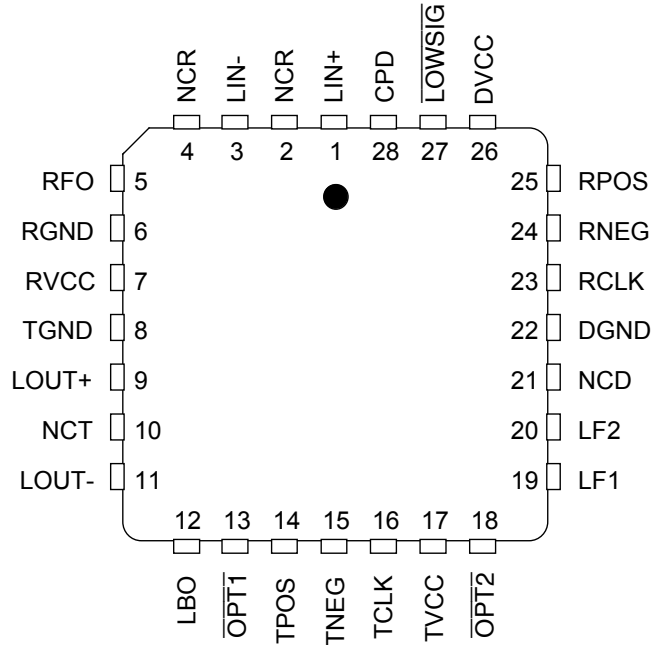 NCR
LIN-
NCR
LIN+
CPD
LOWSIG
DVCC
4 3 2 1 28 27 26
RFO 5
RGND 6
RVCC 7
TGND 8
LOUT+ 9
NCT 10
LOUT- 11
25 RPOS
24 RNEG
23 RCLK
22 DGND
21 NCD
20 LF2
19 LF1
12 13 14 15 16 17 18
LBO
OPT1
TPOS
TNEG
TCLK
TVCC
OPT2